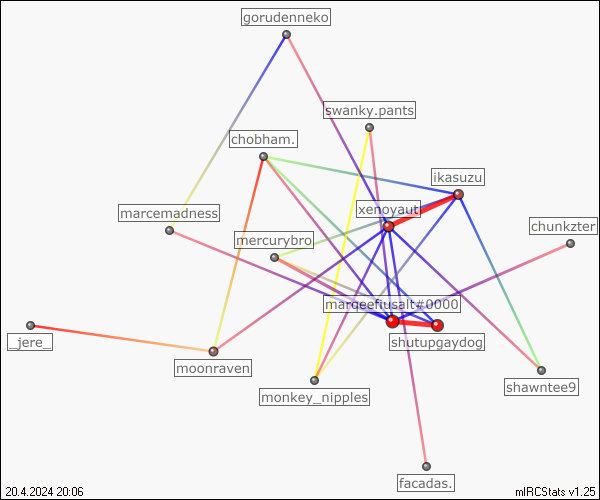 gorudenneko
swanky.pants
chobham.
ikasuzu
xenoyaut
marcemadness
chunkzter
mercurybro
marqeefiusalt#0000
_jere_
shutupgaydog
moonraven
shawntee9
monkey_nipples
facadas.
20.4.2024 20:06
mIRCStats v1.25